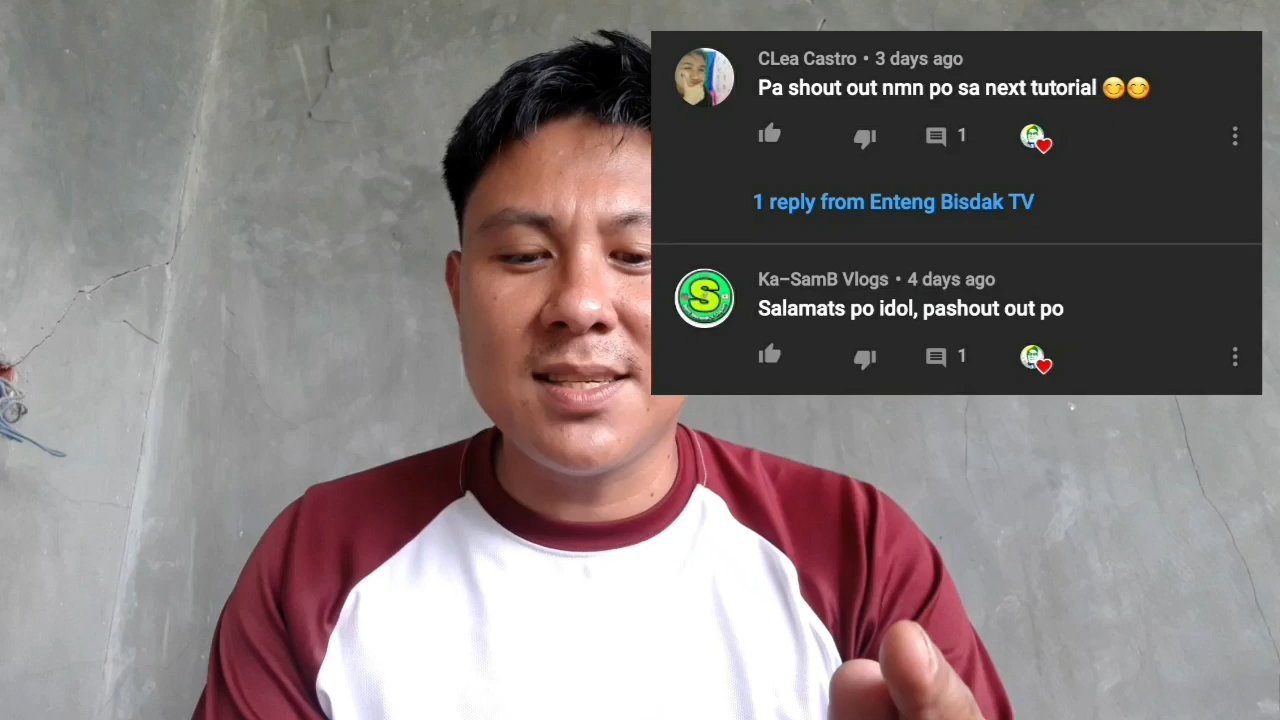 CLea Castro • 3 days ago
Pa shout out nmn po sa next tutorial 😊😊
1
1 reply from Enteng Bisdak TV
S
Ka-SamB Vlogs • 4 days ago
Salamats po idol, pashout out po
1